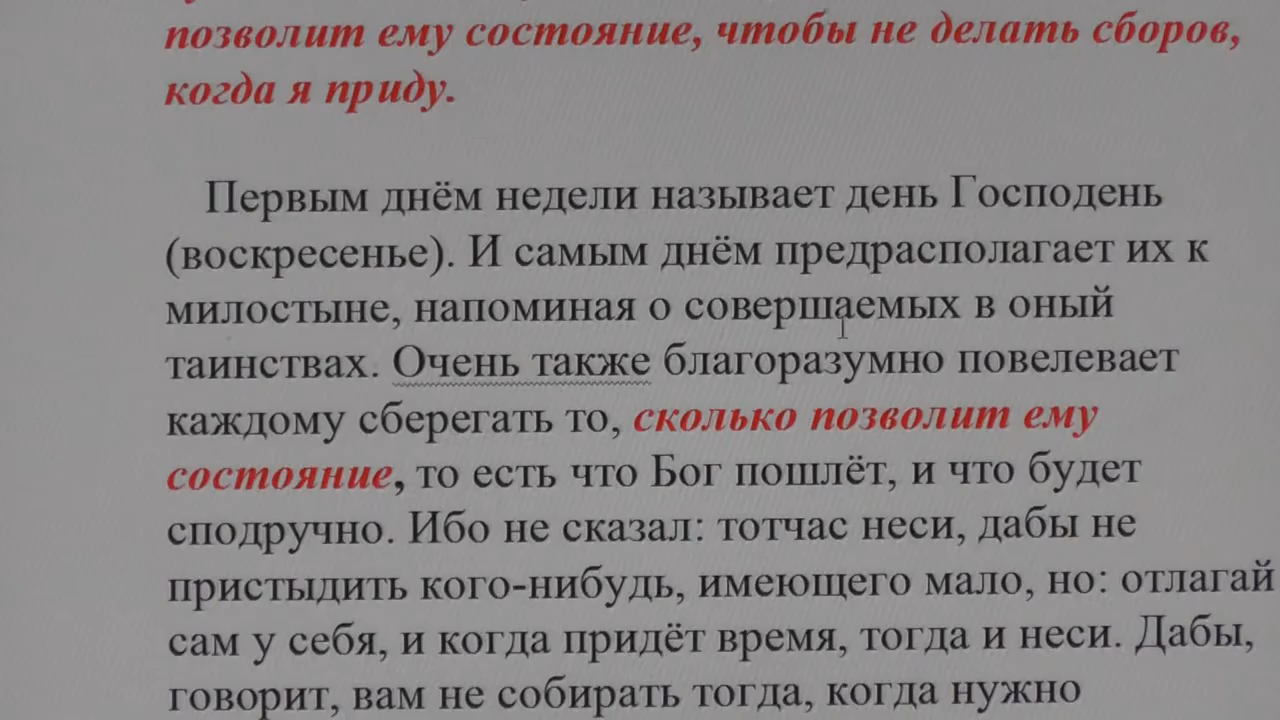 позволит ему состояние, чтобы не делать сборов,
когда я приду.
Первым днём недели называет день Господень
(воскресенье). И самым днём предрасполагает их к
милостыне, напоминая о совершаемых в оный
таинствах. Очень также благоразумно повелевает
каждому сберегать то, сколько позволит ему
состояние, то есть что Бог пошлёт, и что будет
сподручно. Ибо не сказал: тотчас неси, дабы не
пристыдить кого-нибудь, имеющего мало, но: отлагай
сам у себя, и когда придёт время, тогда и неси. Дабы,
говорит, вам не собирать тогда, когда нужно